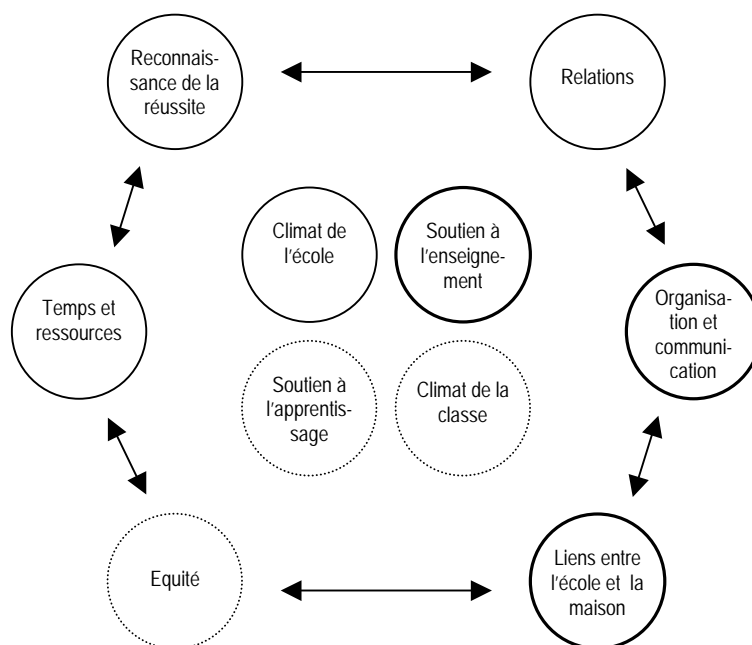 Reconnais-
sance de la
réussite
Relations
Climat de
l'école
Soutien à
l'enseigne-
ment
Temps et
ressources
Organisa-
tion et
communi-
cation
Soutien à
l'apprentis-
sage
Climat de la
classe
Equité
Liens entre
l'école et la
maison